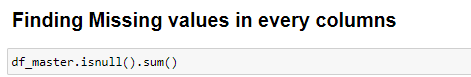 Finding Missing values in every columns
df_master.isnull().sum()